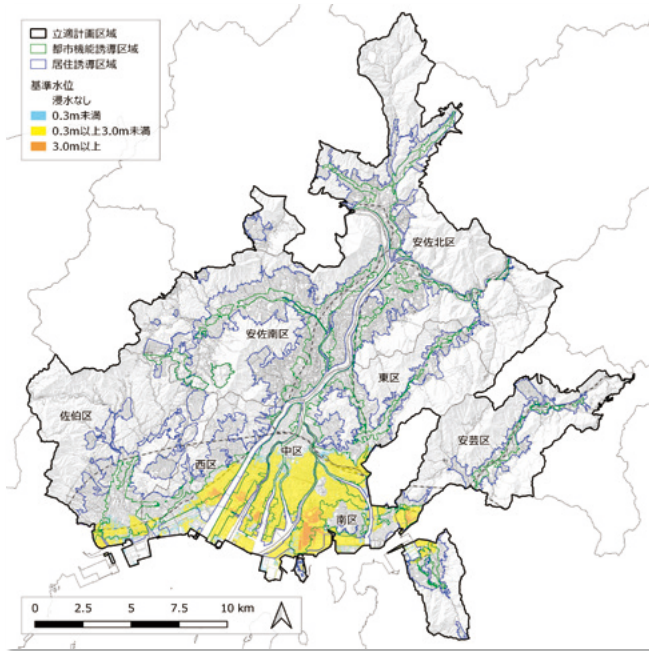 立適計画区域
都市機能誘導区域
居住誘導区域
基準水位
浸水なし
0.3m未満
0.3m以上3.0m未満
3.0m以上
安佐北区
安佐南区
東区
佐伯区
安芸区
中区
西区
南区
0 2.5 5 7.5 10 km